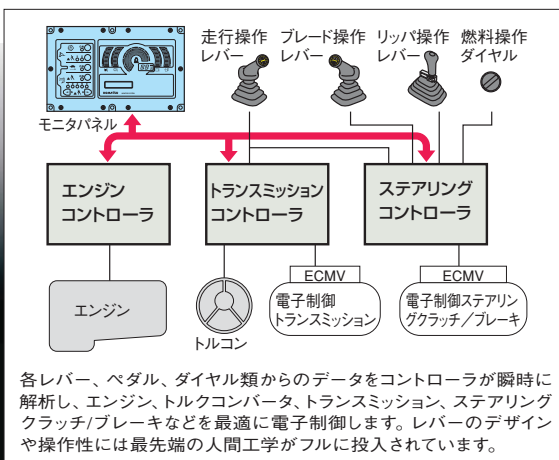 走行操作
レバー
ブレード操作
レバー
リッパ操作
レバー
燃料操作
ダイヤル
モニタパネル
エンジン
コントローラ
トランスミッション
コントローラ
ステアリング
コントローラ
エンジン
トルコン
ECMV
電子制御
トランスミッション
ECMV
電子制御ステアリン
グクラッチ/ブレーキ
各レバー、ペダル、ダイヤル類からのデータをコントローラが瞬時に
解析し、エンジン、トルクコンバータ、トランスミッション、ステアリング
クラッチ/ブレーキなどを最適に電子制御します。レバーのデザイン
や操作性には最先端の人間工学がフルに投入されています。